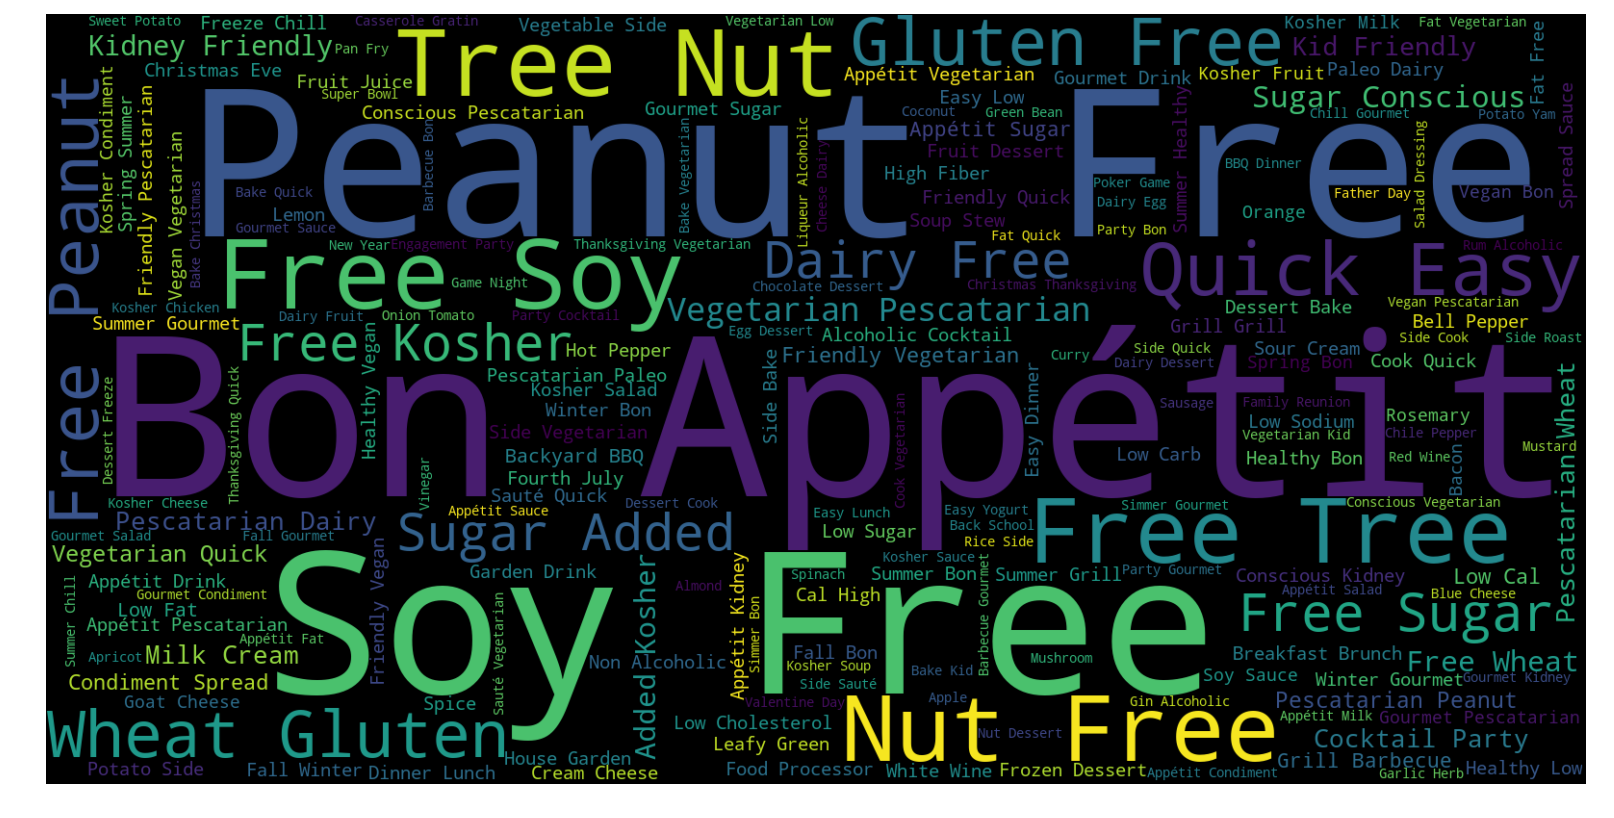 Sweet Potato
Freeze Chill
Casserole Gratin
Vegetable Side
Vegetarian Low
Gluten Free
Kosher Milk
Fat Vegetarian
Kidney Friendly
Pan Fry
Tree Nut
Kid Friendly
Christmas Eve
Fruit Juice
Super Bowl
Appétit Vegetarian
Gourmet Drink
Kosher Fruit
Paleo Dairy
Fat Free
Conscious Pescatarian
Gourmet Sugar
Easy Low
Coconut
Green Bean
Sugar Conscious
Chill Gourmet
Potato Yam
Free Peanut
Kosher Condiment
Spring Summer
Friendly Pescatarian
Vegan Vegetarian
Bake Christmas
Peanut Free
Bake Quick
Lemon
Gourmet Sauce
Barbecue Bon
Bake Vegetarian
Liqueur Alcoholic
Cheese Dairy
Appétit Sugar
Fruit Dessert
High Fiber
Friendly Quick
Soup Stew
Poker Game
Dairy Egg
Party Bon
Summer Healthy
BBQ Dinner
Orange
Father Day
Salad Dressing
Vegan Bon
Spread Sauce
New Year
Engagement Party
Thanksgiving Vegetarian
Fat Quick
Rum Alcoholic
Free Soy
Game Night
Dairy Free
Chocolate Dessert
Christmas Thanksgiving
Quick Easy
Kosher Chicken
Summer Gourmet
Dairy Fruit
Onion Tomato
Party Cocktail
Vegetarian Pescatarian
Dessert Bake
Vegan Pescatarian
Bell Pepper
Free Kosher
Hot Pepper
Egg Dessert
Alcoholic Cocktail
Grill Grill
Side Cook
Side Roast
Healthy Vegan
Pescatarian Paleo
Kosher Salad
Winter Bon
Side Vegetarian
Friendly Vegetarian
Curry
Side Quick
Dairy Dessert
Sour Cream
Spring Bon
Cook Quick
Bon Appétit
Dessert Freeze
Thanksgiving Quick
Side Bake
Cook Vegetarian
Easy Dinner
Sausage
Family Reunion
Low Sodium
Rosemary
Vegetarian Kid
Chile Pepper
Mustard
Pescatarian Wheat
Backyard BBQ
Low Carb
Healthy Bon
Red Wine
Bacon
Vinegar
Fourth July
Sauté Quick
Kosher Cheese
Dessert Cook
Simmer Gourmet
Conscious Vegetarian
Pescatarian Dairy
Appétit Sauce
Sugar Added
Easy Lunch
Low Sugar
Easy Yogurt
Back School
Rice Side
Free Tree
Gourmet Salad
Fall Gourmet
Vegetarian Quick
Friendly Vegan
Garden Drink
Added Kosher
Kosher Sauce
Spinach
Summer Bon
Summer Grill
Party Gourmet
Conscious Kidney
Low Cal
Appétit Drink
Gourmet Condiment
Almond
Cal High
Barbecue Gourmet
Appétit Salad
Blue Cheese
Summer Chill
Low Fat
Appétit Pescatarian
Appétit Fat
Soy Free
Sauté Vegetarian
Appétit Kidney
Simmer Bon
Free Sugar
Apricot
Milk Cream
Non Alcoholic
Fall Bon
Kosher Soup
Side Sauté
Bake Kid
Mushroom
Breakfast Brunch
Free Wheat
Condiment Spread
Soy Sauce
Winter Gourmet
Gourmet Kidney
Goat Cheese
Spice
Valentine Day
Apple
Gin Alcoholic
Pescatarian Peanut
Wheat Gluten
Low Cholesterol
Nut Free
Appétit Milk
Gourmet Pescatarian
Leafy Green
Nut Dessert
Cocktail Party
House Garden
Grill Barbecue
Potato Side
Fall Winter
Dinner Lunch
Cream Cheese
Food Processor
White Wine
Frozen Dessert
Appétit Condiment
Garlic Herb
Healthy Low